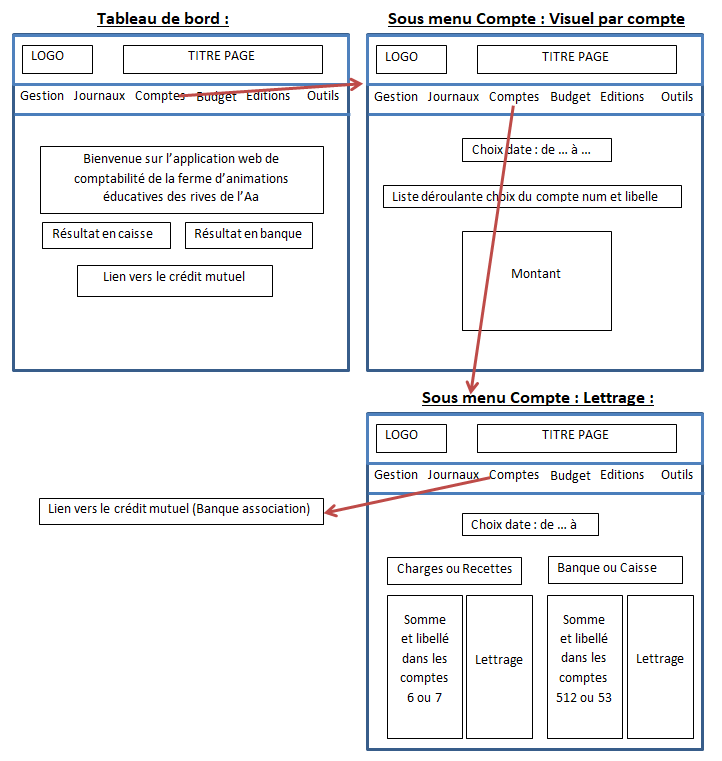 Tableau de bord :
LOGO
TITRE PAGE
Gestion Journaux Comptes Budget Editions Outils
Bienvenue sur l’application web de
comptabilité de la ferme d’animations
éducatives des rives de l’Aa
Résultat en caisse
Résultat en banque
Lien vers le crédit mutuel
Sous menu Compte : Visuel par compte
LOGO
TITRE PAGE
Gestion Journaux Comptes Budget Editions Outils
Choix date : de … à …
Liste déroulante choix du compte num et libelle
Montant
Sous menu Compte : Lettrage :
LOGO
TITRE PAGE
Gestion Journaux Comptes Budget Editions Outils
Lien vers le crédit mutuel (Banque association)
Choix date : de … à
Charges ou Recettes
Banque ou Caisse
Somme
et libellé
dans les
comptes
6 ou 7
Lettrage
Somme
et libellé
dans les
comptes
512 ou 53
Lettrage